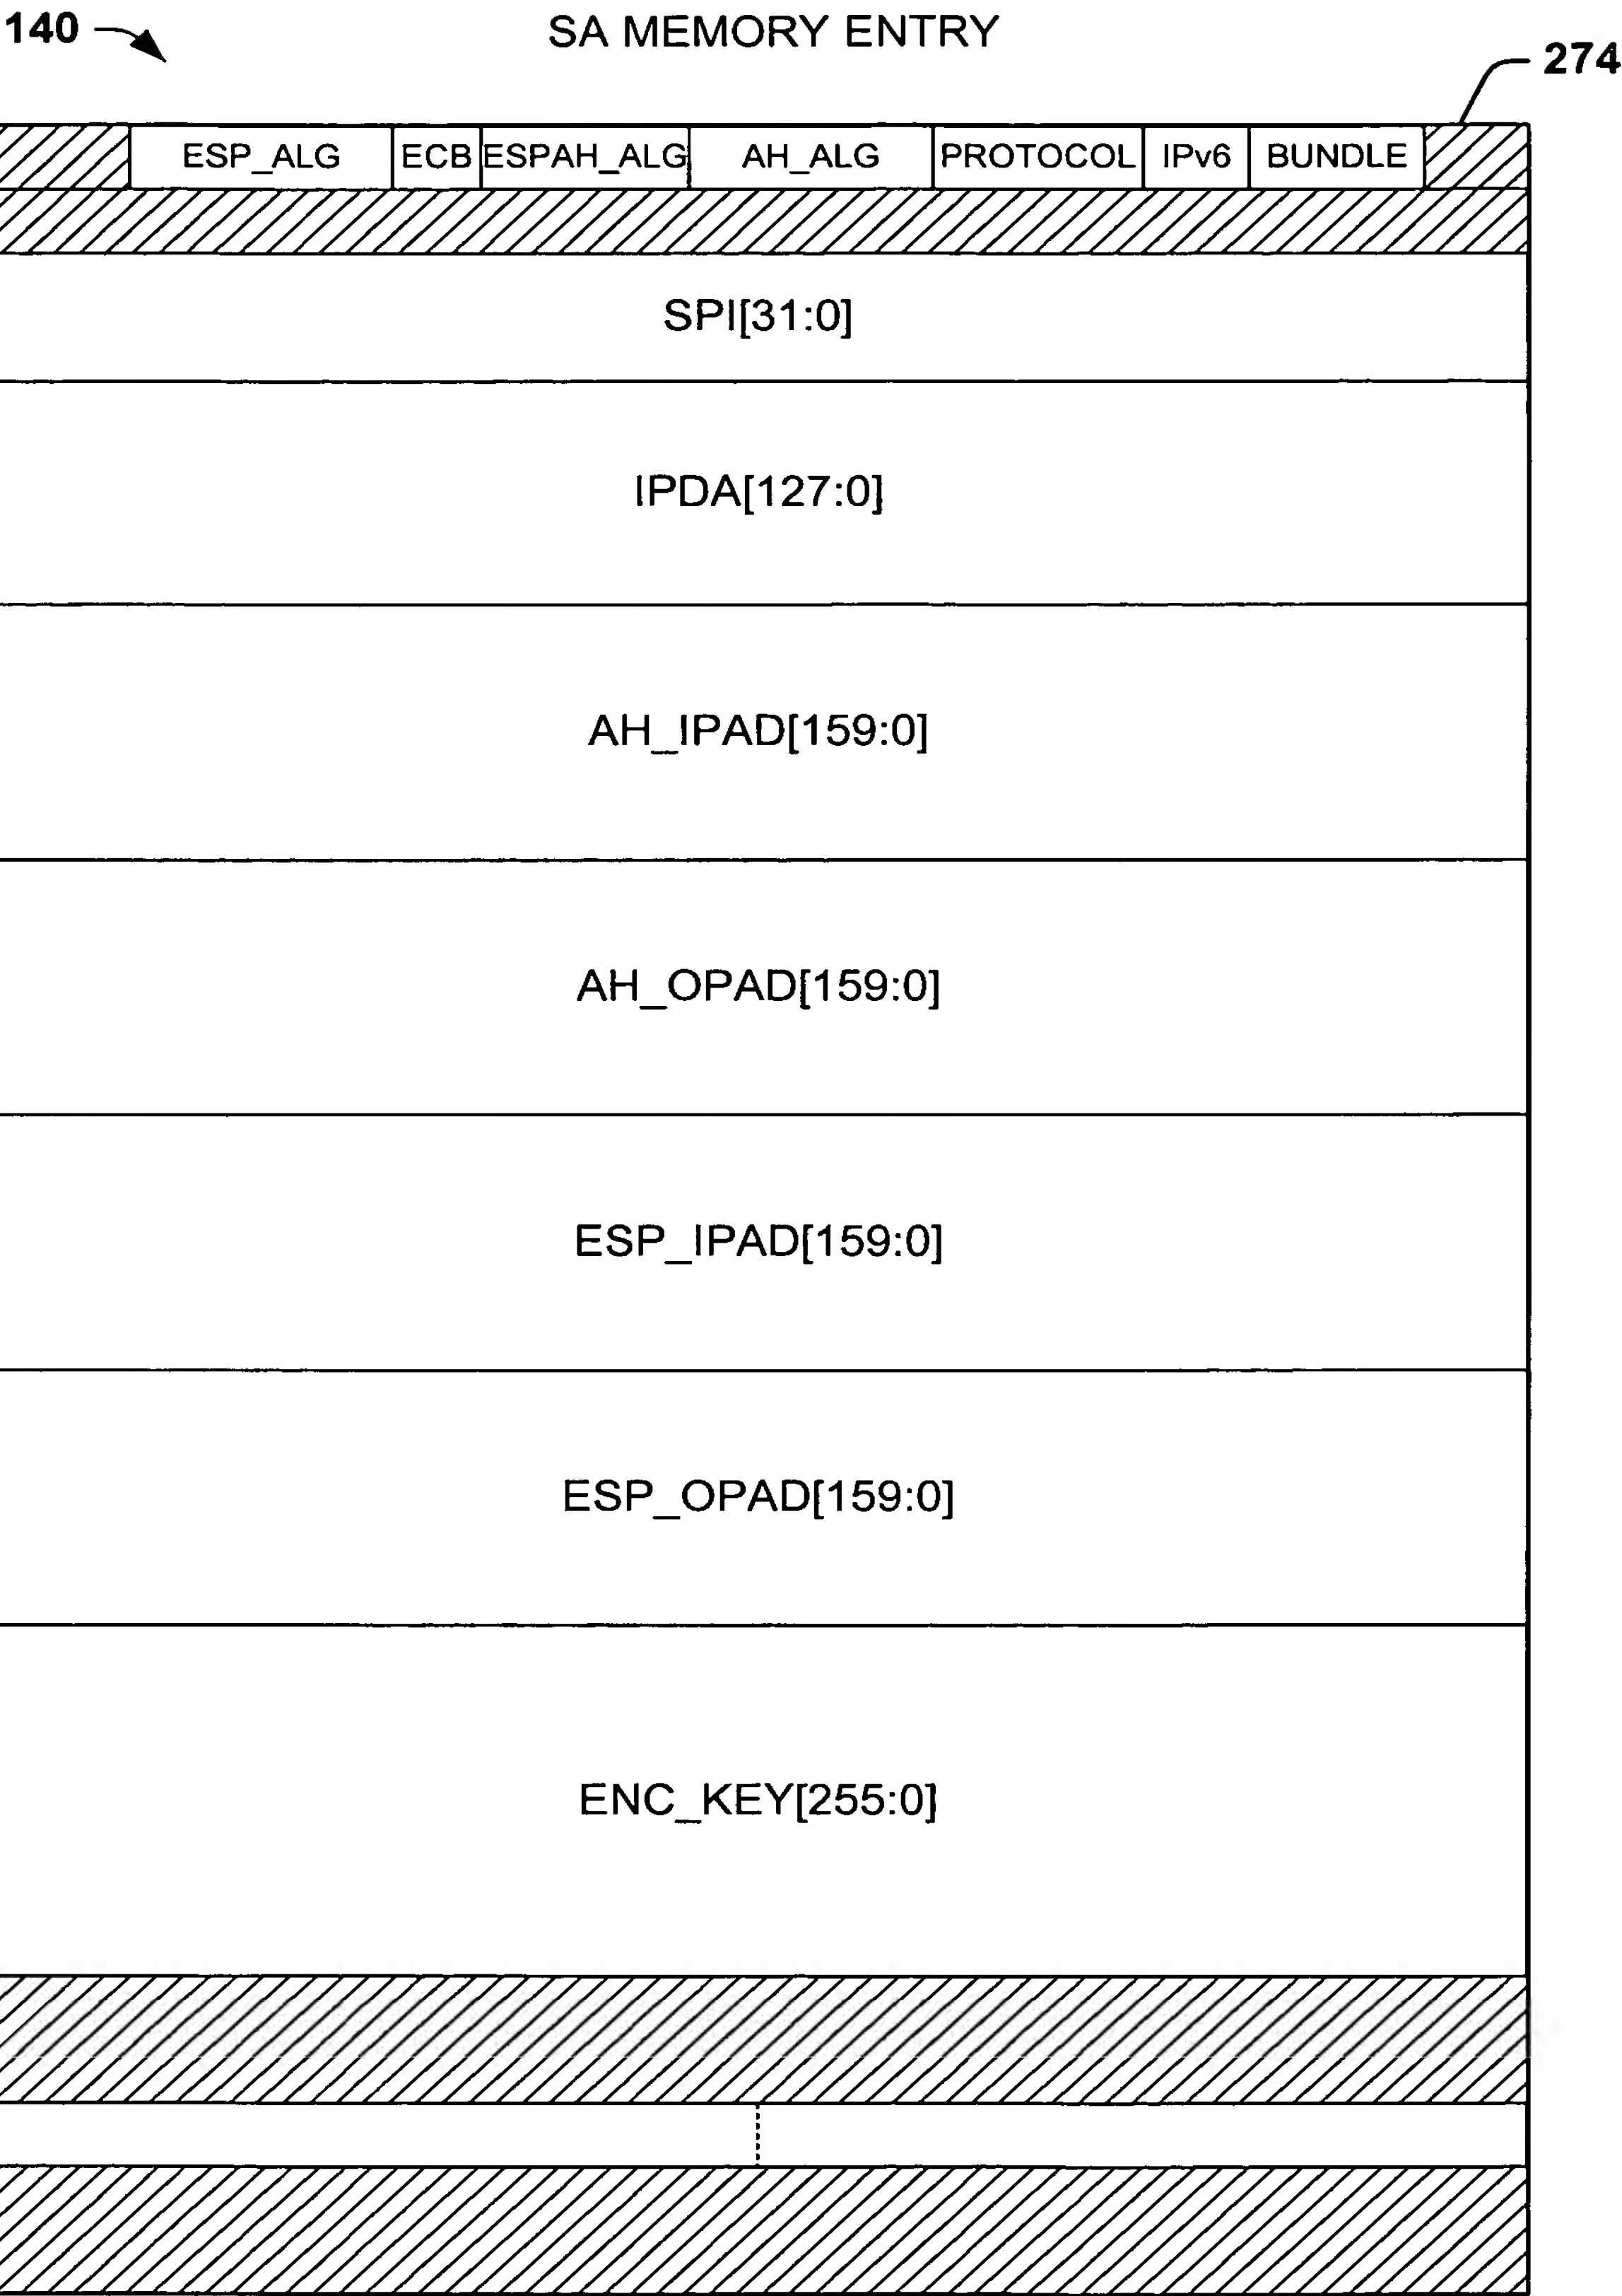 140
SA MEMORY ENTRY
274
ESP_ALG ECB ESPAH_ALG AH_ALG PROTOCOL IPv6 BUNDLE
SPI[31:0]
IPDA[127:0]
AH_IPAD[159:0]
AH_OPAD[159:0]
ESP_IPAD[159:0]
ESP_OPAD[159:0]
ENC_KEY[255:0]